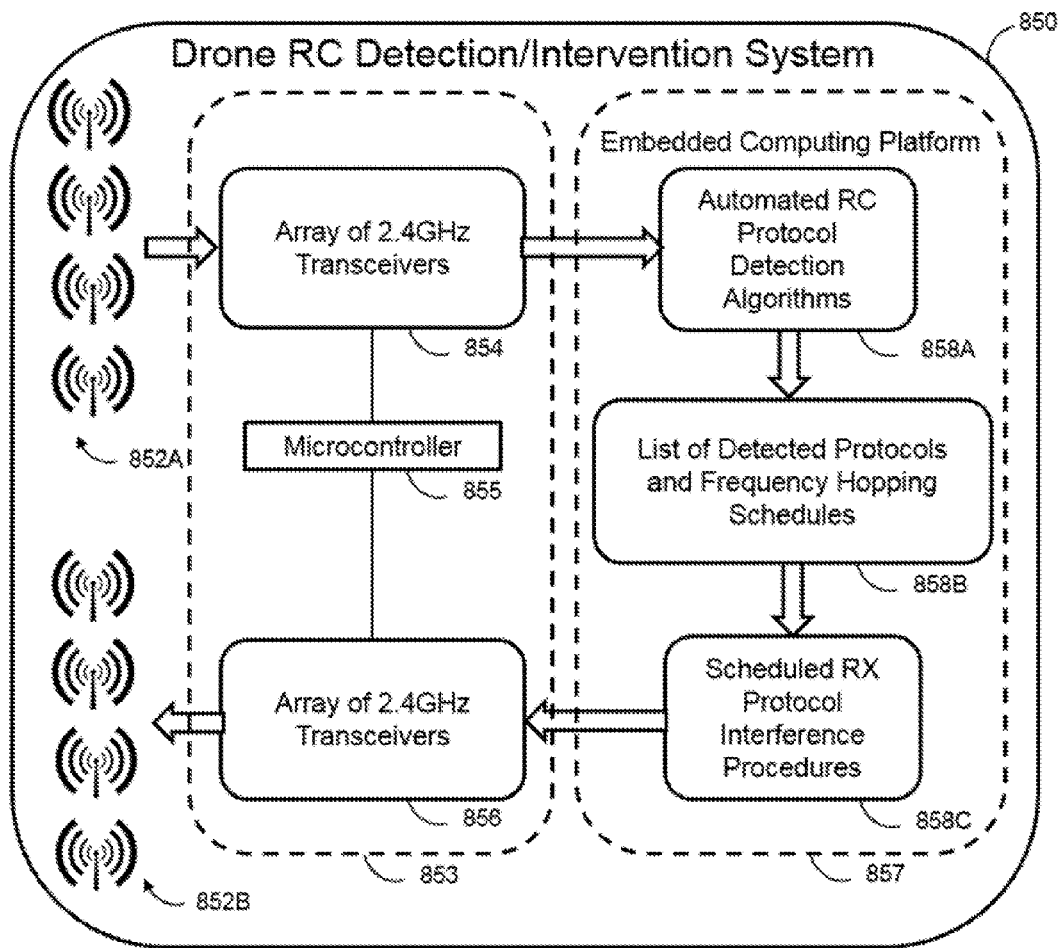 850
Drone RC Detection/Intervention System
Embedded Computing Platform
Array of 2.4GHz
Transceivers
854
Automated RC
Protocol
Detection
Algorithms
858A
852A
Microcontroller
855
List of Detected Protocols
and Frequency Hopping
Schedules
858B
Array of 2.4GHz
Transceivers
856
Scheduled RX
Protocol
Interference
Procedures
858C
852B
853
857